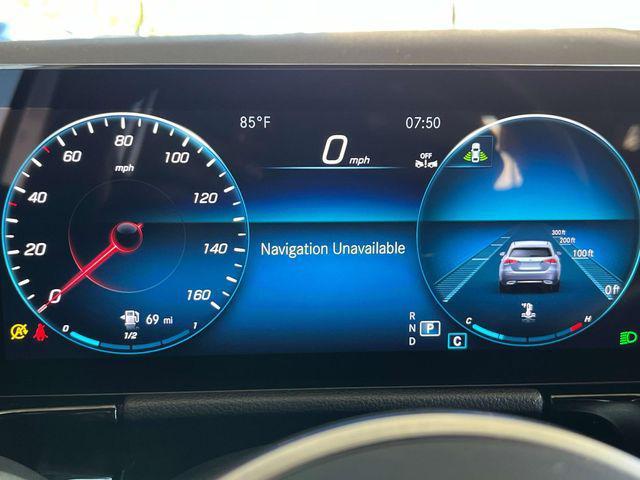 85°F
0 mph
07:50
OFF
80
60
100
mph
40
120
20
140
0
160
69 mi
0
1/2
1
Navigation Unavailable
R
N
D
P
C
300 ft
200 ft
100 ft
0 ft
°F
C
H
A